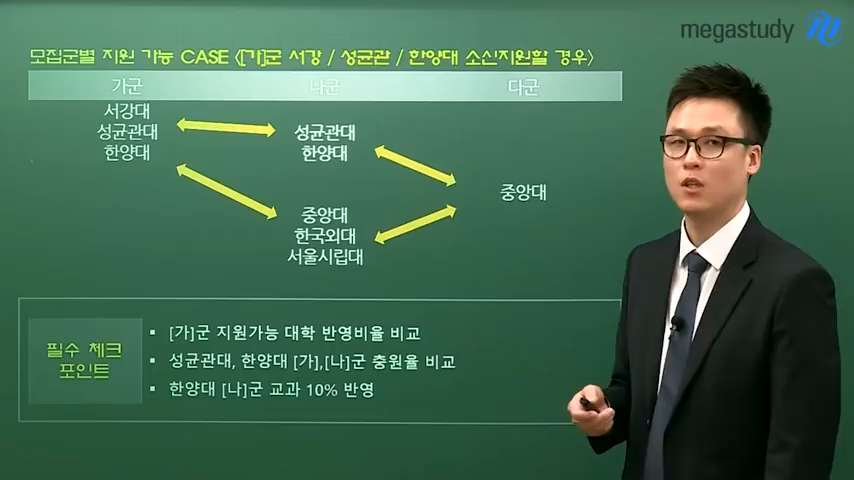 megastudy
모집군별 지원 가능 CASE 〈[가]군 서강 / 성균관 / 한양대 소신지원할 경우〉
가군 나군 다군
서강대
성균관대 성균관대
한양대 한양대
중앙대
중앙대
한국외대
서울시립대
필수 체크
포인트
▪ [가]군 지원가능 대학 반영비율 비교
▪ 성균관대, 한양대 [가],[나]군 충원율 비교
▪ 한양대 [나]군 교과 10% 반영